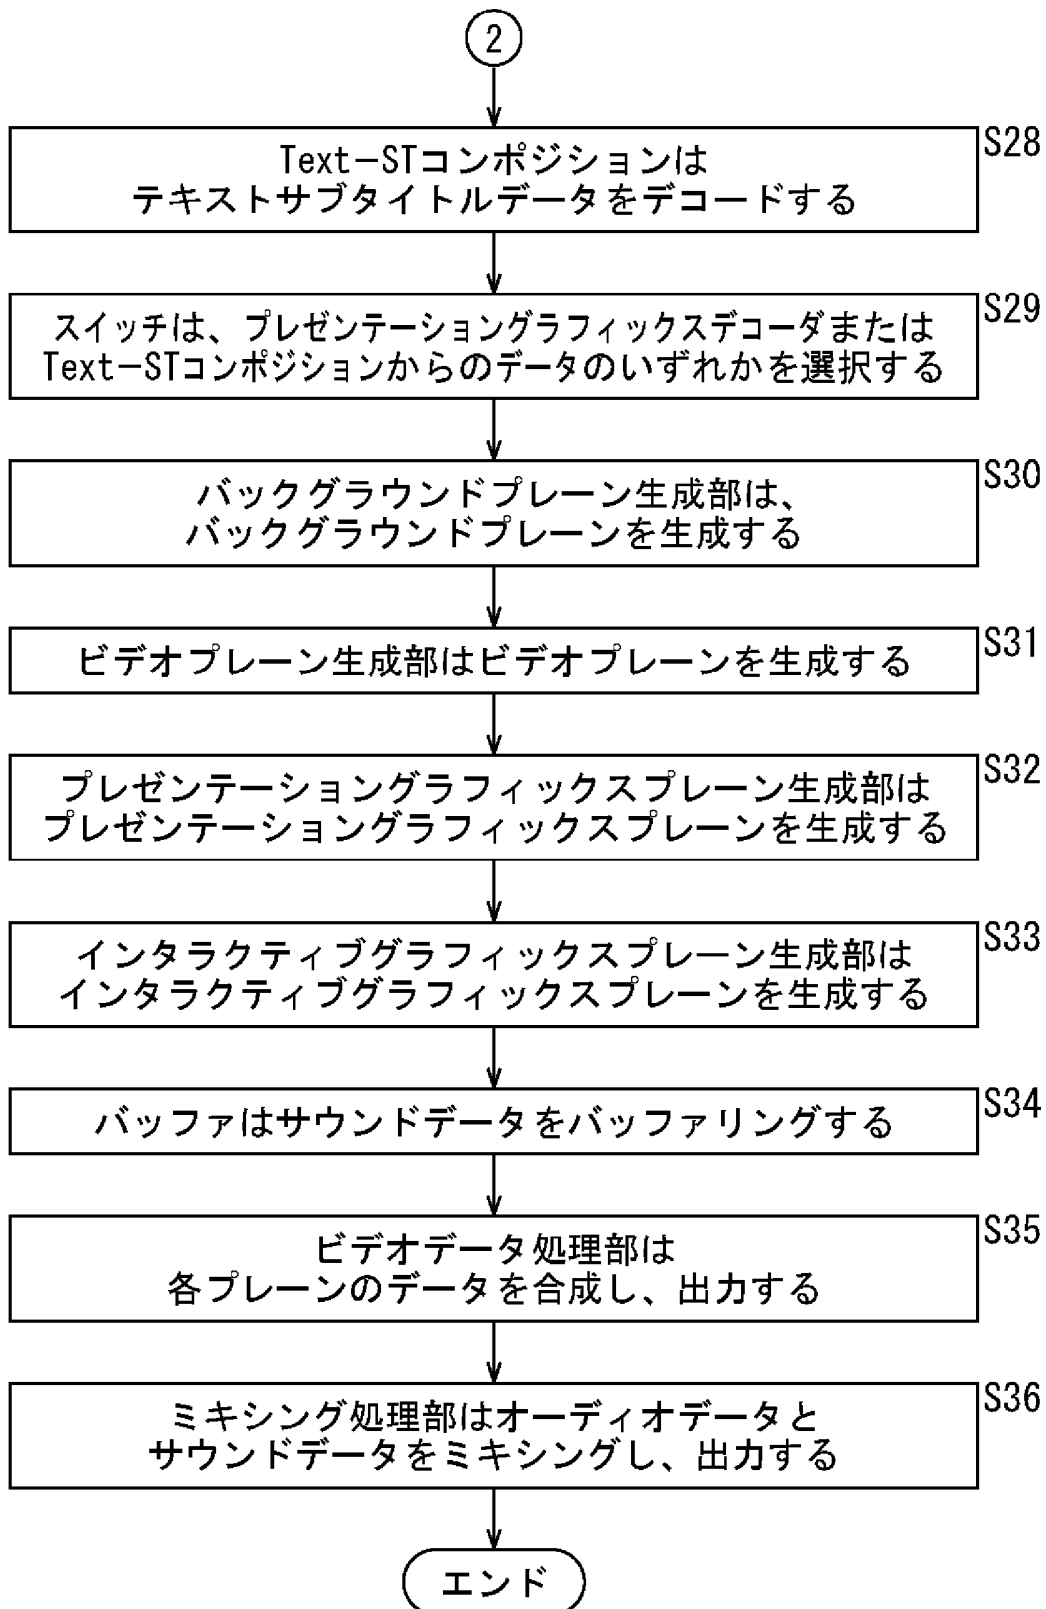 2
S28
Text－STコンポジションは
テキストサブタイトルデータをデコードする
S29
スイッチは、プレゼンテーショングラフィックスデコーダまたは
Text－STコンポジションからのデータのいずれかを選択する
S30
バックグラウンドプレーン生成部は、
バックグラウンドプレーンを生成する
S31
ビデオプレーン生成部はビデオプレーンを生成する
S32
プレゼンテーショングラフィックスプレーン生成部は
プレゼンテーショングラフィックスプレーンを生成する
S33
インタラクティブグラフィックスプレーン生成部は
インタラクティブグラフィックスプレーンを生成する
S34
バッファはサウンドデータをバッファリングする
S35
ビデオデータ処理部は
各プレーンのデータを合成し、出力する
S36
ミキシング処理部はオーディオデータと
サウンドデータをミキシングし、出力する
エンド